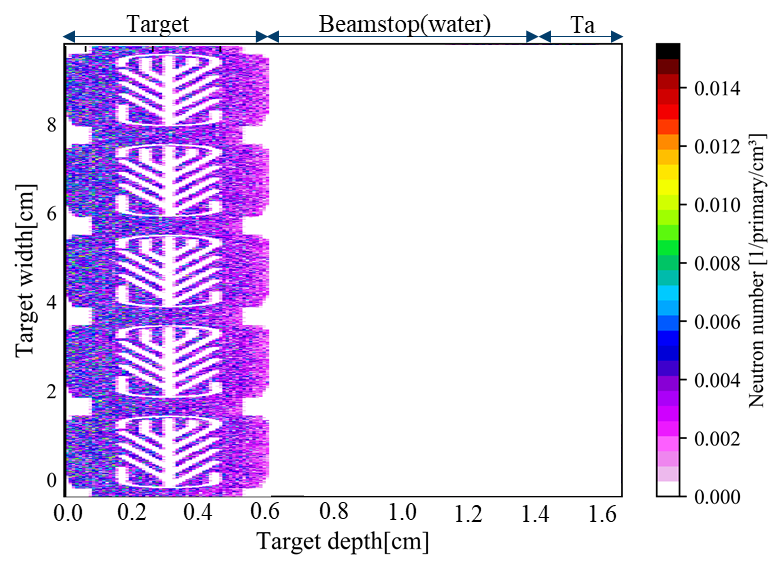 Target Beamstop(water) Ta
8
6
4
2
0
Target width[cm]
0.0 0.2 0.4 0.6 0.8 1.0 1.2 1.4 1.6
Target depth[cm]
0.014
0.012
0.010
0.008
0.006
0.004
0.002
0.000
Neutron number [1/primary/cm³]